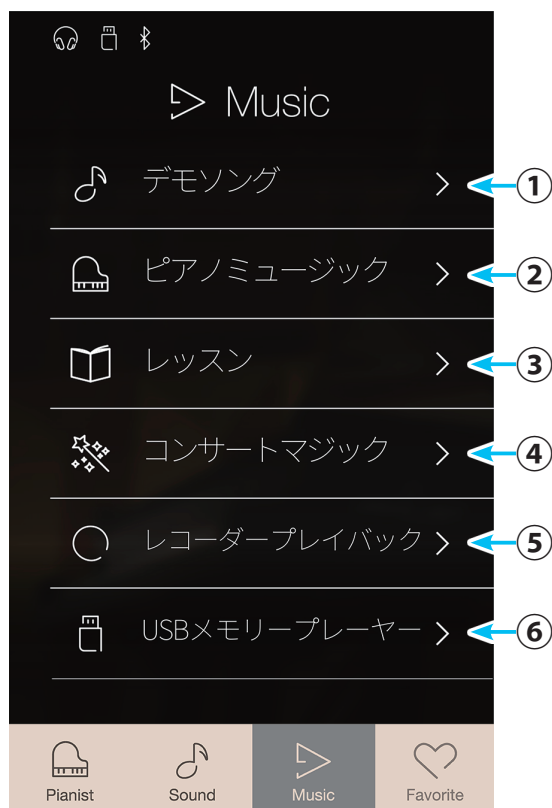 Music
デモソング
①
ピアノミュージック
②
レッスン
③
コンサートマジック
④
レコーダープレイバック
⑤
USBメモリープレーヤー
⑥
Pianist Sound Music Favorite